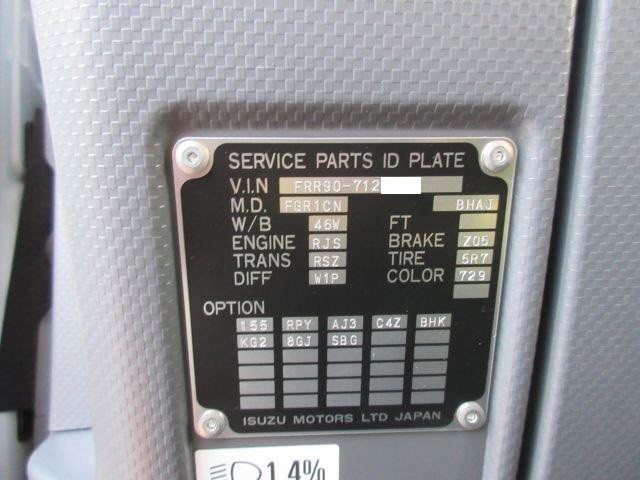 SERVICE PARTS ID PLATE
V.I.N FRR90-712
M.D. FGR1CN BHAJ
W/B 46W FT
ENGINE RJS BRAKE Z05
TRANS RSZ TIRE 5R7
DIFF W1P COLOR 729
OPTION
155 RPY AJ3 C4Z BHK
KG2 8GJ SBG
ISUZU MOTORS LTD JAPAN
1.4%